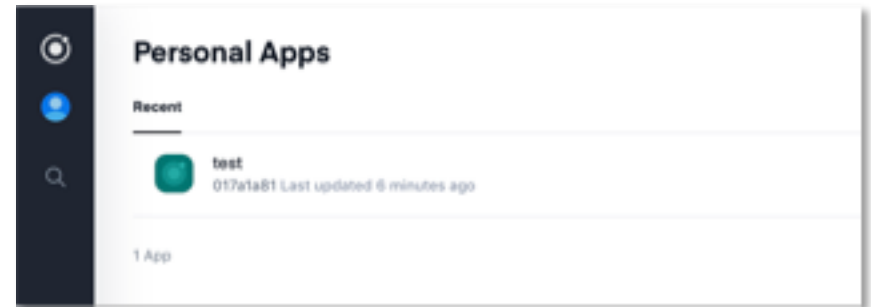 Personal Apps
Recent
test
017a1a81 Last updated 6 minutes ago
1 App